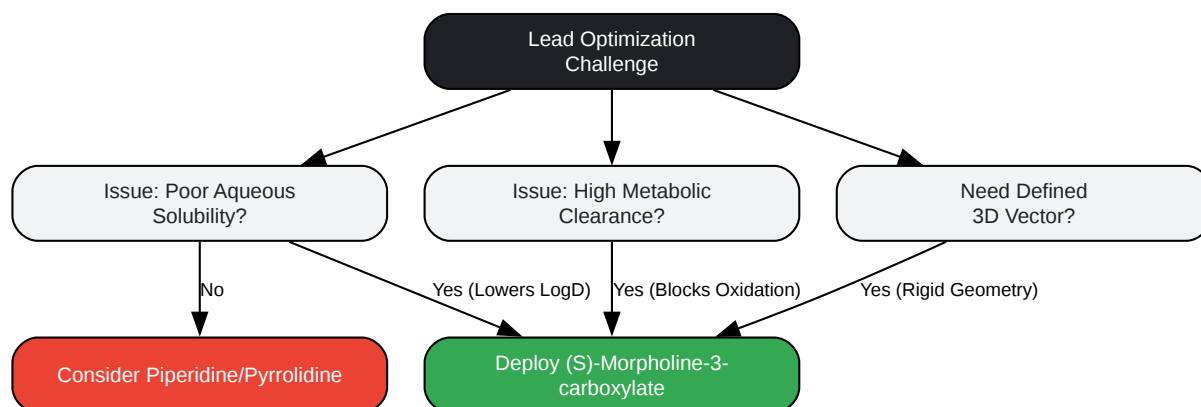 Lead Optimization
Challenge
Issue: Poor Aqueous
Solubility?
Issue: High Metabolic
Clearance?
Need Defined
3D Vector?
No
Yes (Lowers LogD)
Yes (Blocks Oxidation)
Yes (Rigid Geometry)
Consider Piperidine/Pyrrolidine
Deploy (S)-Morpholine-3-
carboxylate